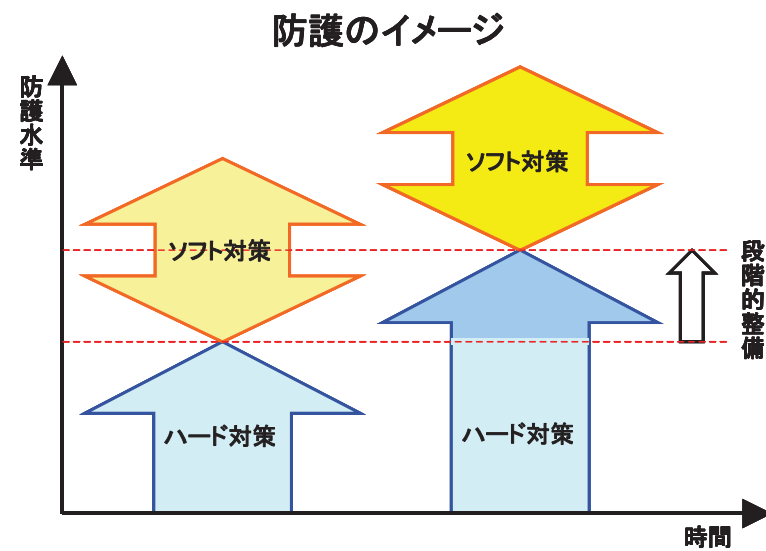 防護のイメージ
防護水準
ソフト対策
ソフト対策
段階的整備
ハード対策
ハード対策
時間